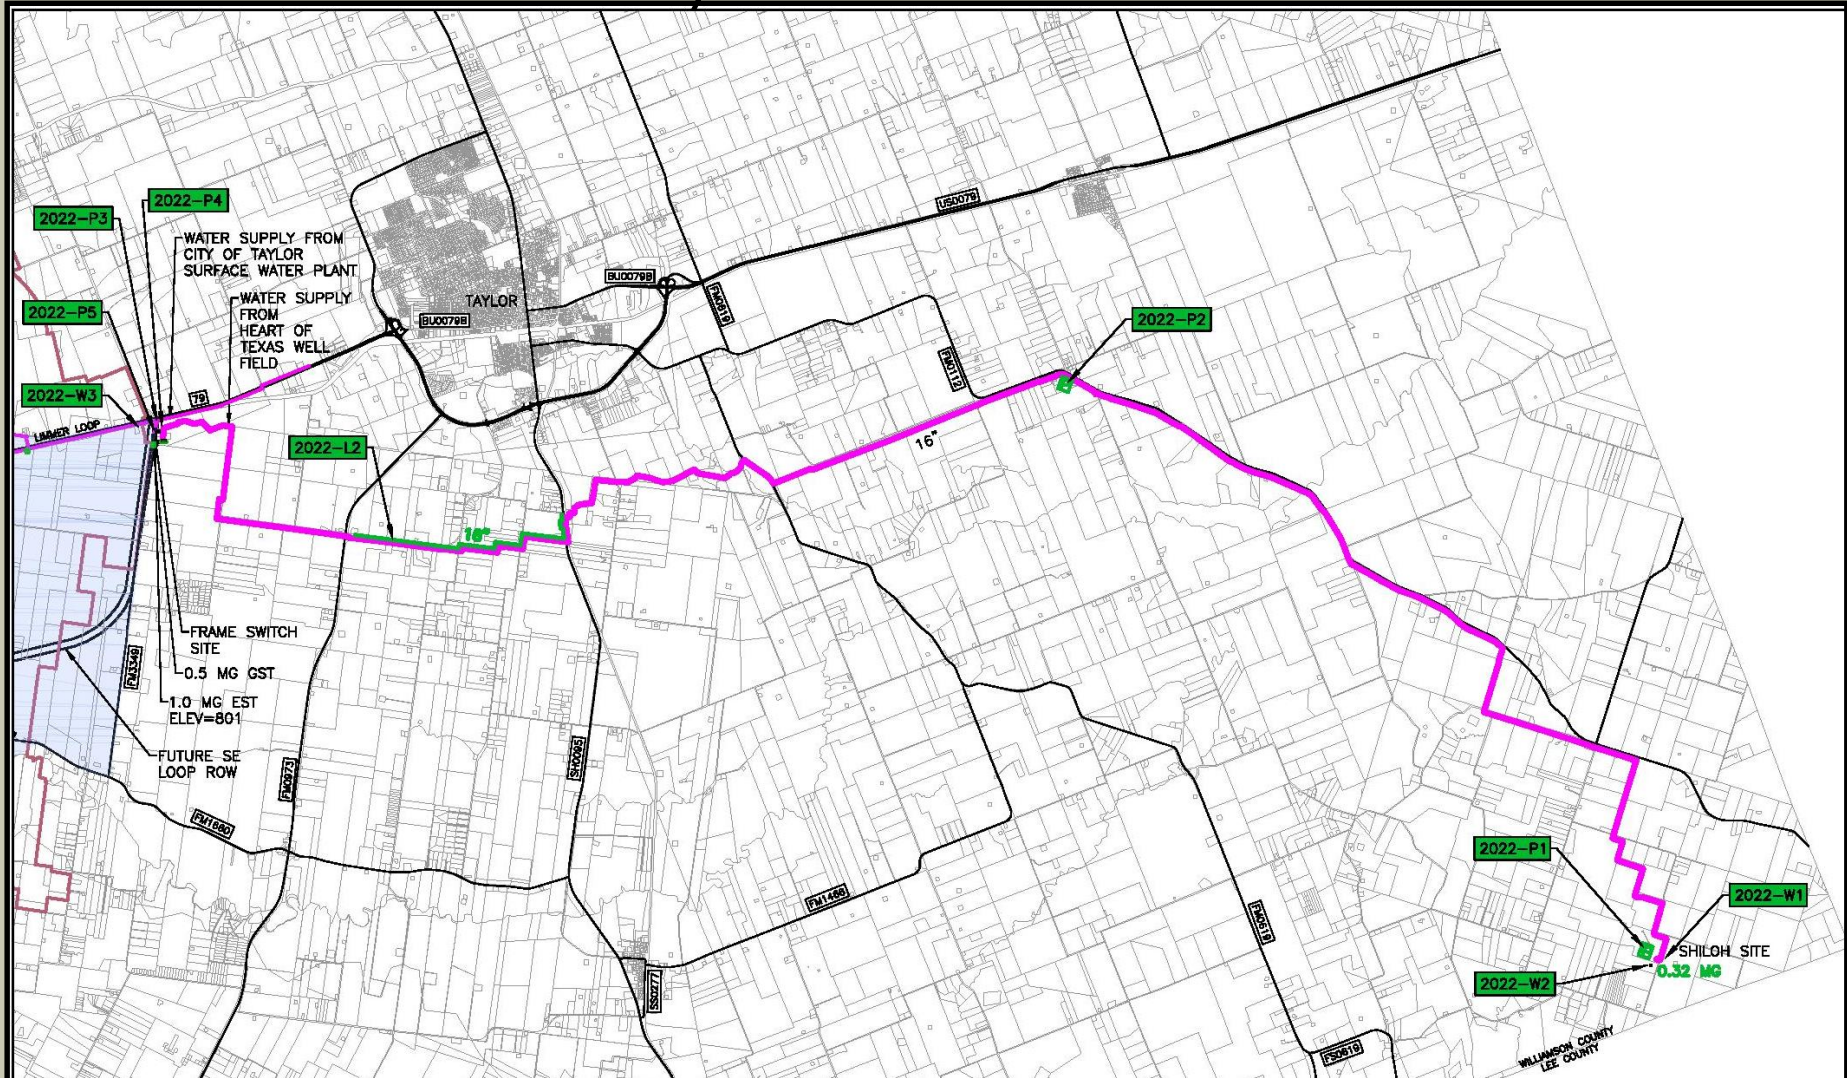 2022-P4
2022-P3
WATER SUPPLY FROM
CITY OF TAYLOR
SURFACE WATER PLANT
US0079
BU0079B
WATER SUPPLY
FROM
HEART OF
TEXAS WELL
FIELD
TAYLOR
FM0619
2022-P5
BU0079B
2022-P2
FM0112
2022-W3
79
LIMMER LOOP
2022-L2
16"
16"
FRAME SWITCH
SITE
FM3349
0.5 MG GST
1.0 MG EST
ELEV=801
FUTURE SE
LOOP ROW
FM0973
SH0095
FM1660
2022-P1
2022-W1
FM1466
FM0619
SHILOH SITE
0.32 MG
2022-W2
SS0277
FS0619
WILLIAMSON COUNTY
LEE COUNTY